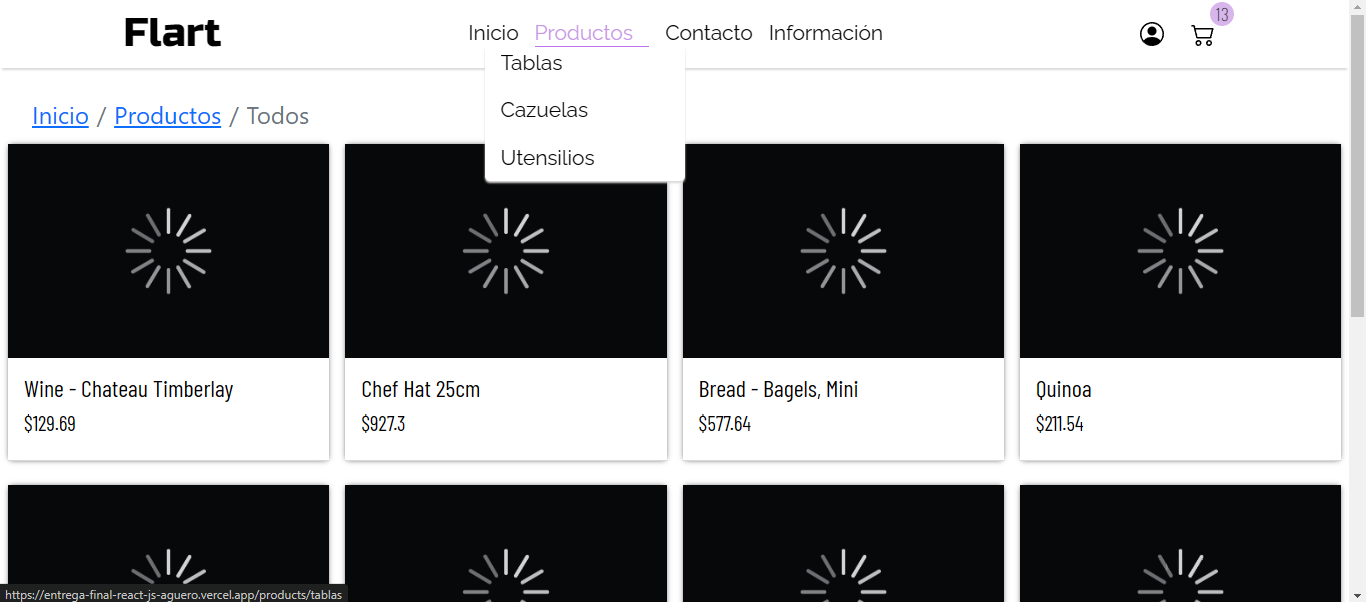 Flart
Inicio Productos Contacto Información
13
Tablas
Cazuelas
Utensilios
Inicio / Productos / Todos
Wine - Chateau Timberlay
$129.69
Chef Hat 25cm
$927.3
Bread - Bagels, Mini
$577.64
Quinoa
$211.54
https://entrega-final-react-js-aguero.vercel.app/products/tablas